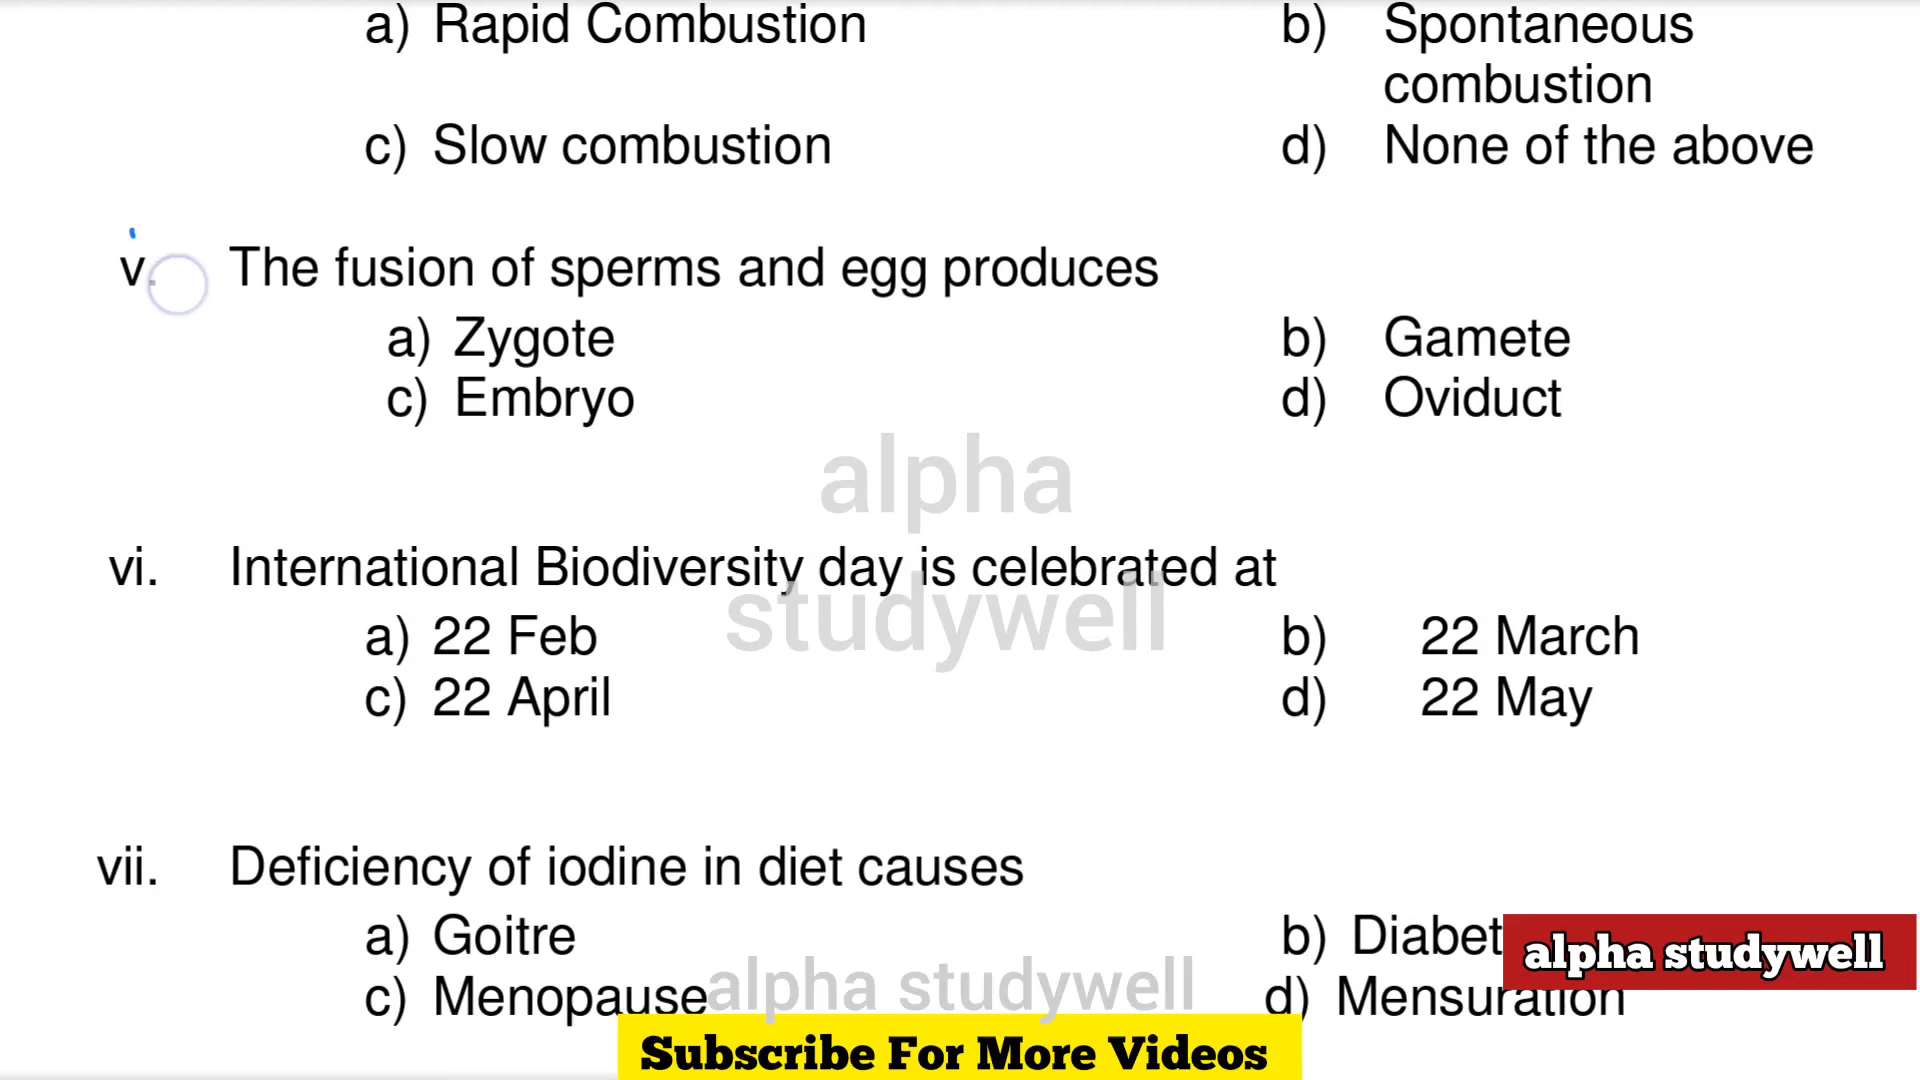 a) Rapid Combustion b) Spontaneous
combustion
c) Slow combustion d) None of the above
v. The fusion of sperms and egg produces
a) Zygote b) Gamete
c) Embryo d) Oviduct
alpha
vi. International Biodiversity day is celebrated at
studywell
a) 22 Feb b) 22 March
c) 22 April d) 22 May
vii. Deficiency of iodine in diet causes
a) Goitre b) Diabet
alpha studywell
c) Menopause d) Mensuration
alpha studywell
Subscribe For More Videos